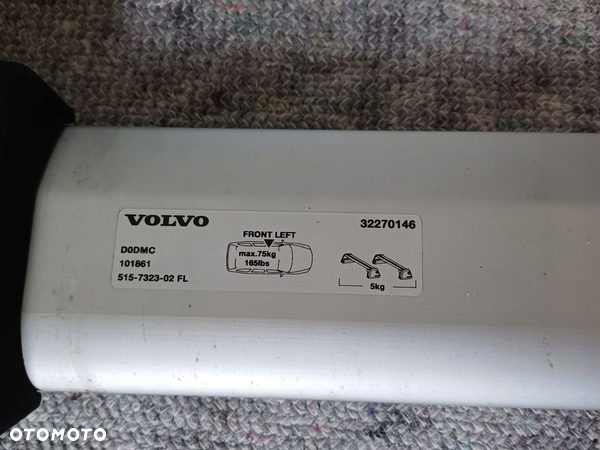 VOLVO
32270146
FRONT LEFT
D0DMC
max.75kg
101861
165lbs
515-7323-02 FL
5kg
OTOMOTO